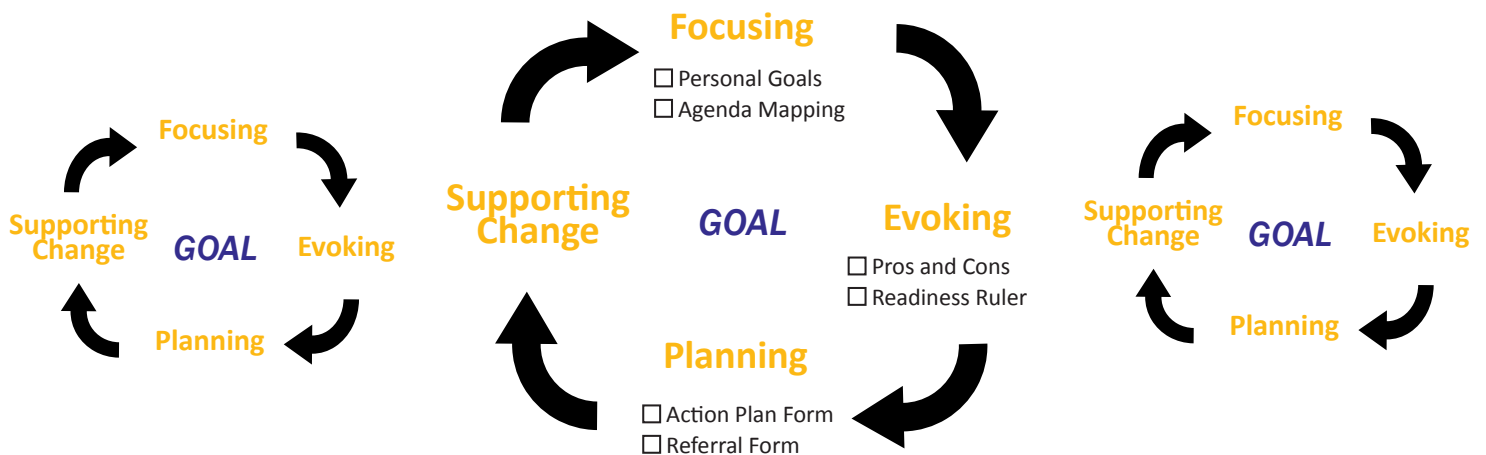 Focusing
Supporting
Change
GOAL
Evoking
Planning
Focusing
☐ Personal Goals
☐ Agenda Mapping
Supporting
Change
GOAL
Evoking
☐ Pros and Cons
☐ Readiness Ruler
Planning
☐ Action Plan Form
☐ Referral Form
Focusing
Supporting
Change
GOAL
Evoking
Planning